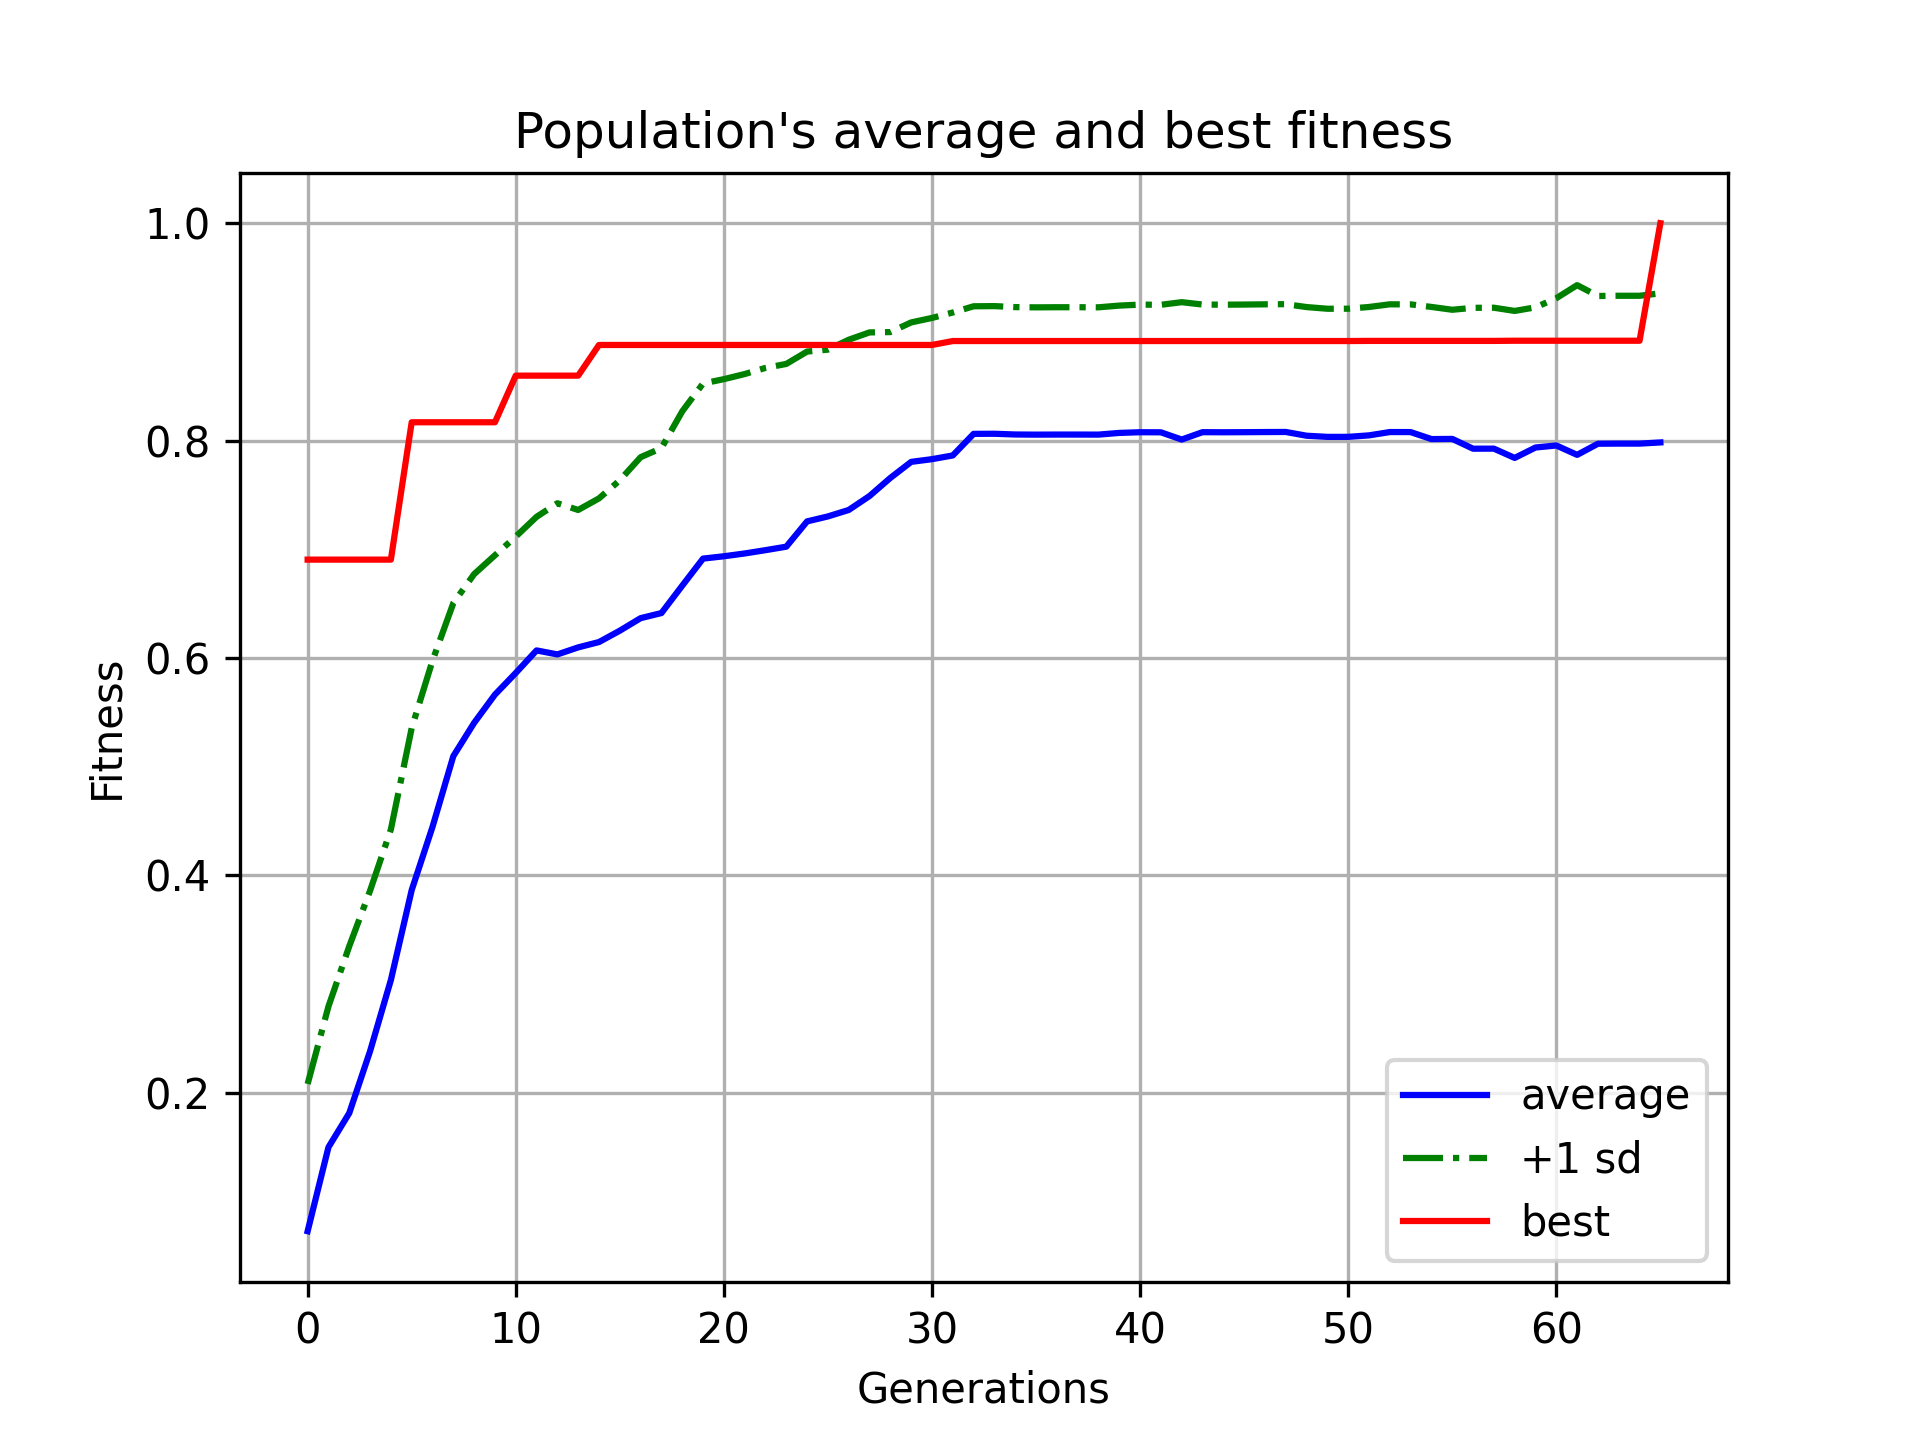 Population's average and best fitness
1.0
0.8
0.6
0.4
0.2
Fitness
average
+1 sd
best
0 10 20 30 40 50 60
Generations